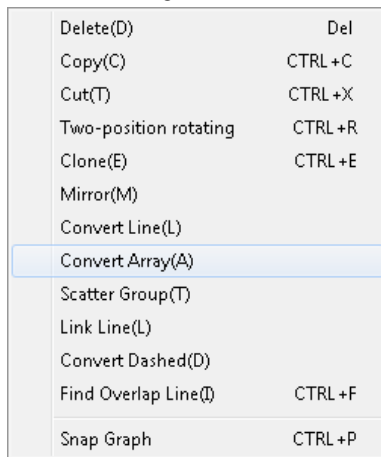 Delete(D) Del
Copy(C) CTRL+C
Cut(T) CTRL+X
Two-position rotating CTRL+R
Clone(E) CTRL+E
Mirror(M)
Convert Line(L)
Convert Array(A)
Scatter Group(T)
Link Line(L)
Convert Dashed(D)
Find Overlap Line(I) CTRL+F
Snap Graph CTRL+P